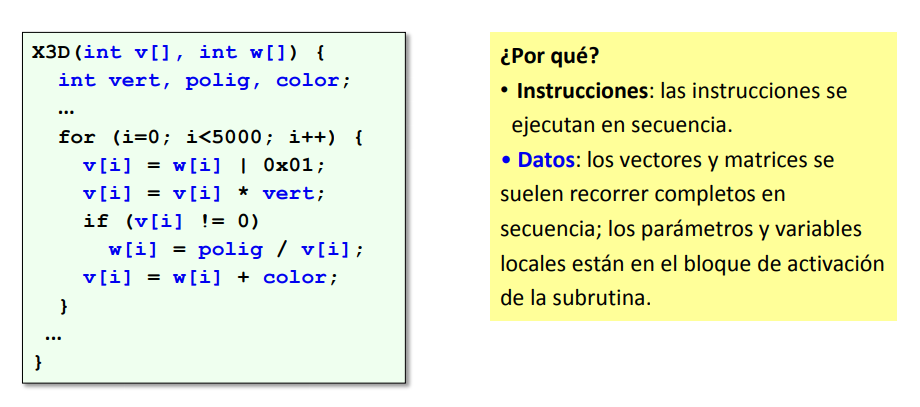 X3D(int v[], int w[]) {
  int vert, polig, color;
  …
  for (i=0; i<5000; i++) {
    v[i] = w[i] | 0x01;
    v[i] = v[i] * vert;
    if (v[i] != 0)
      w[i] = polig / v[i];
    v[i] = w[i] + color;
  }
 …
}
¿Por qué?
• Instrucciones: las instrucciones se
ejecutan en secuencia.
• Datos: los vectores y matrices se
suelen recorrer completos en
secuencia; los parámetros y variables
locales están en el bloque de activación
de la subrutina.